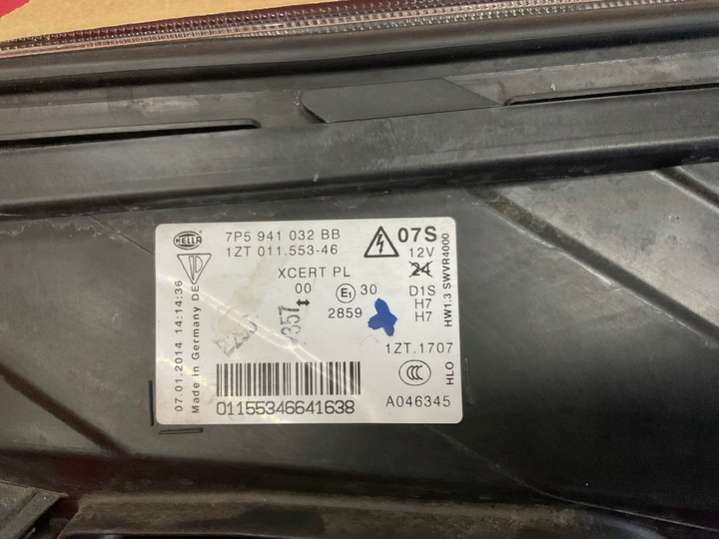 HELLA
7P5 941 032 BB
1ZT 011.553-46
07S
12V
24
XCERT PL
00
E1 30
2859
357
D1S
H7
H7
1ZT.1707
CCC
A046345
01155346641638
07.01.2014 14:14:36
Made in Germany DE
HW1.3 SWVR4000
HLO